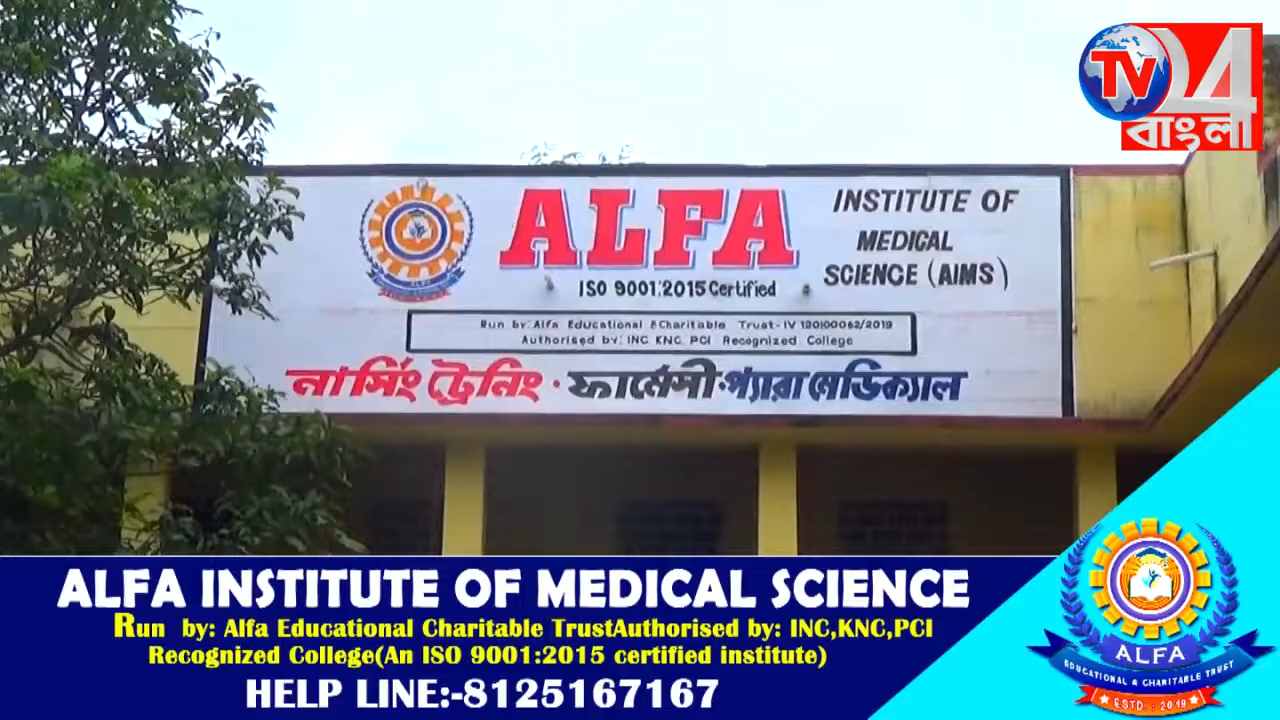 TV
24
বাংলা
ALFA
INSTITUTE OF
MEDICAL
SCIENCE (AIMS)
ISO 9001:2015 Certified
Run by: Alfa Educational & Charitable Trust-IV 190100062/2019
Authorised by: INC KNC. PCI Recognized College
নার্সিং ট্রেনিং · ফার্মেসী · প্যারা মেডিক্যাল
ALFA
ALFA INSTITUTE OF MEDICAL SCIENCE
Run by: Alfa Educational Charitable TrustAuthorised by: INC,KNC,PCI
Recognized College(An ISO 9001:2015 certified institute)
HELP LINE:-8125167167
ALFA
EDUCATIONAL & CHARITABLE TRUST
ESTD: 2019